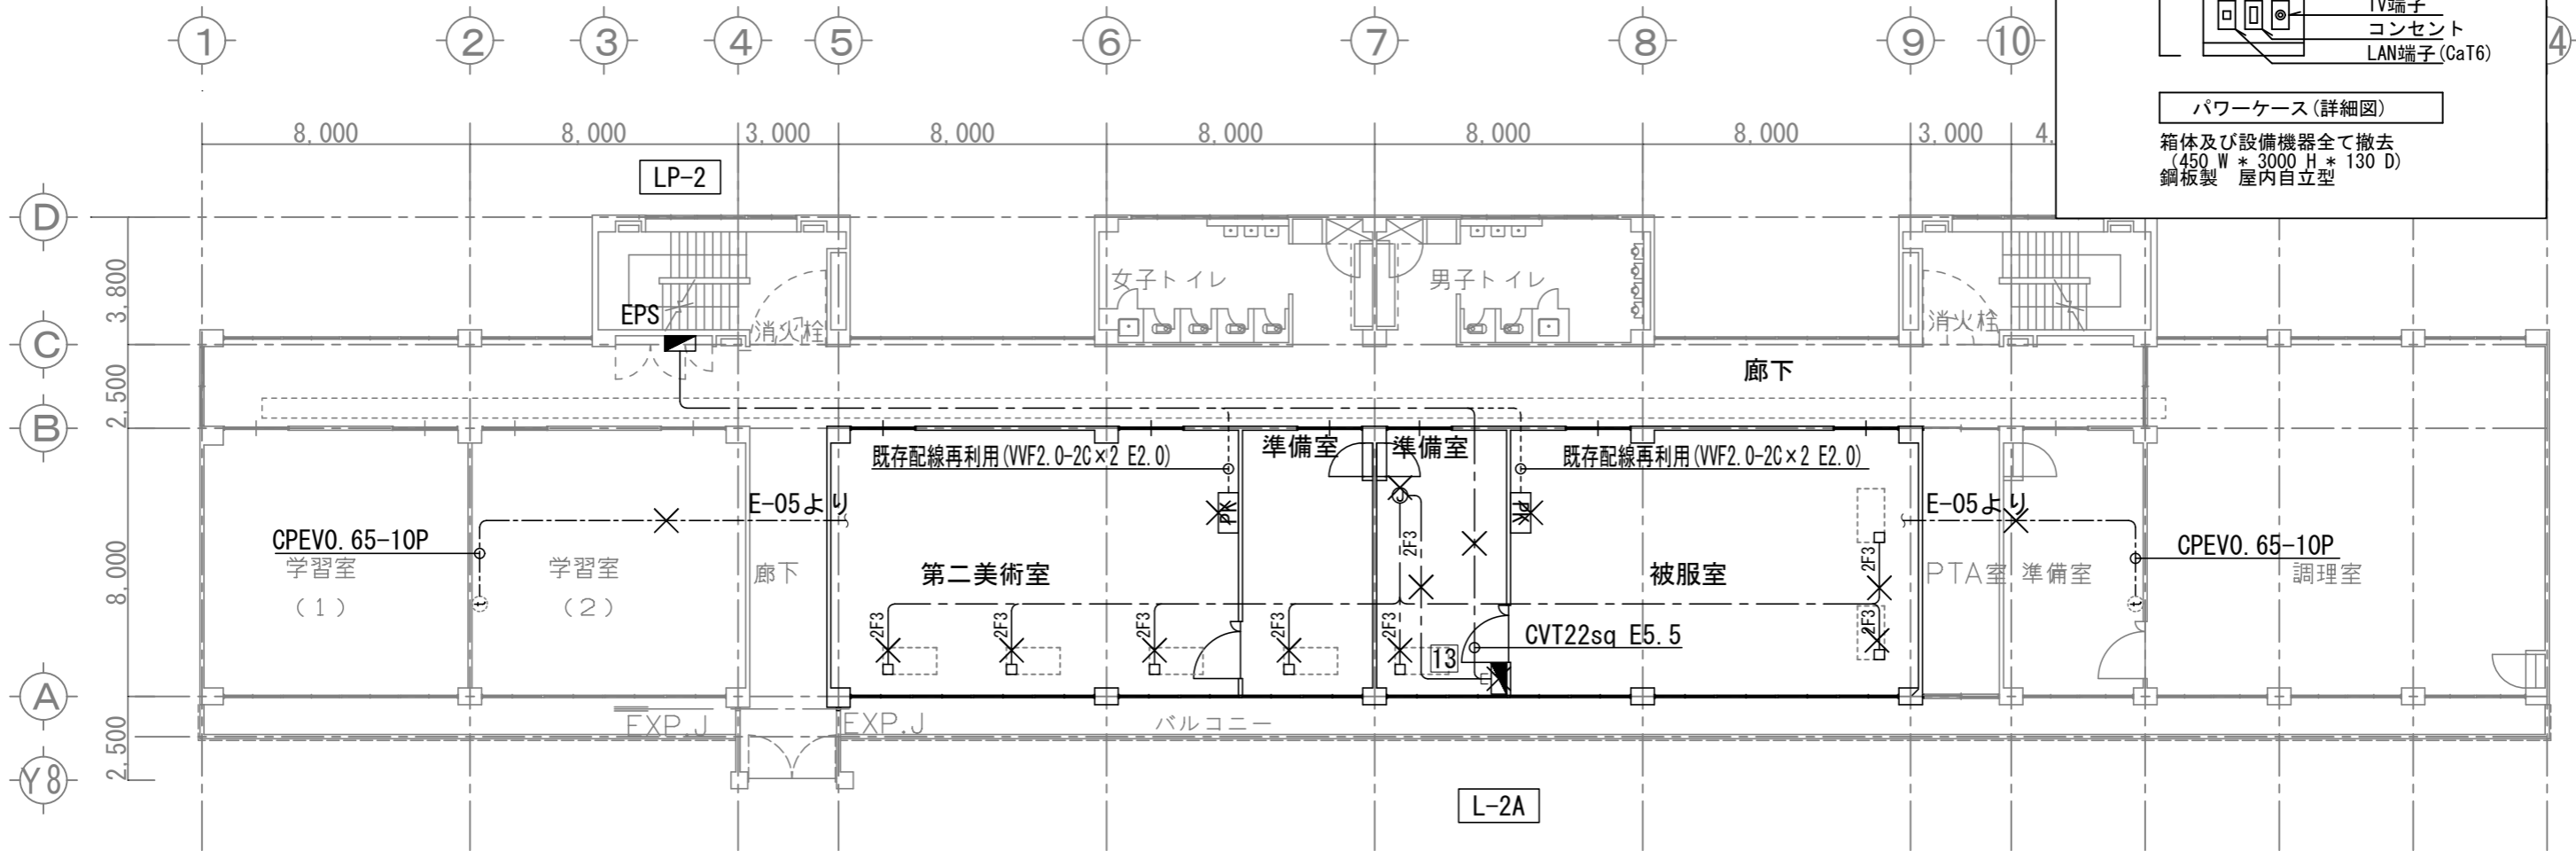 TV端子
コンセント
LAN端子(CaT6)
パワーケース(詳細図)
箱体及び設備機器全て撤去
(450 W * 3000 H * 130 D)
鋼板製 屋内自立型
1
2
3
4
5
6
7
8
9
10
4
8,000
8,000
3,000
8,000
8,000
8,000
8,000
3,000
4,
LP-2
D
C
B
A
Y8
3,800
2,500
8,000
2,500
EPS
消火栓
女子トイレ
男子トイレ
消火栓
廊下
既存配線再利用(VVF2.0-2C×2 E2.0)
準備室
準備室
既存配線再利用(VVF2.0-2C×2 E2.0)
E-05より
E-05より
CPEV0.65-10P
CPEV0.65-10P
学習室
(1)
学習室
(2)
廊下
第二美術室
被服室
PTA室
準備室
調理室
PK
PK
J
t
t
2F3
2F3
2F3
2F3
2F3
2F3
2F3
2F3
CVT22sq E5.5
13
EXP.J
EXP.J
バルコニー
L-2A